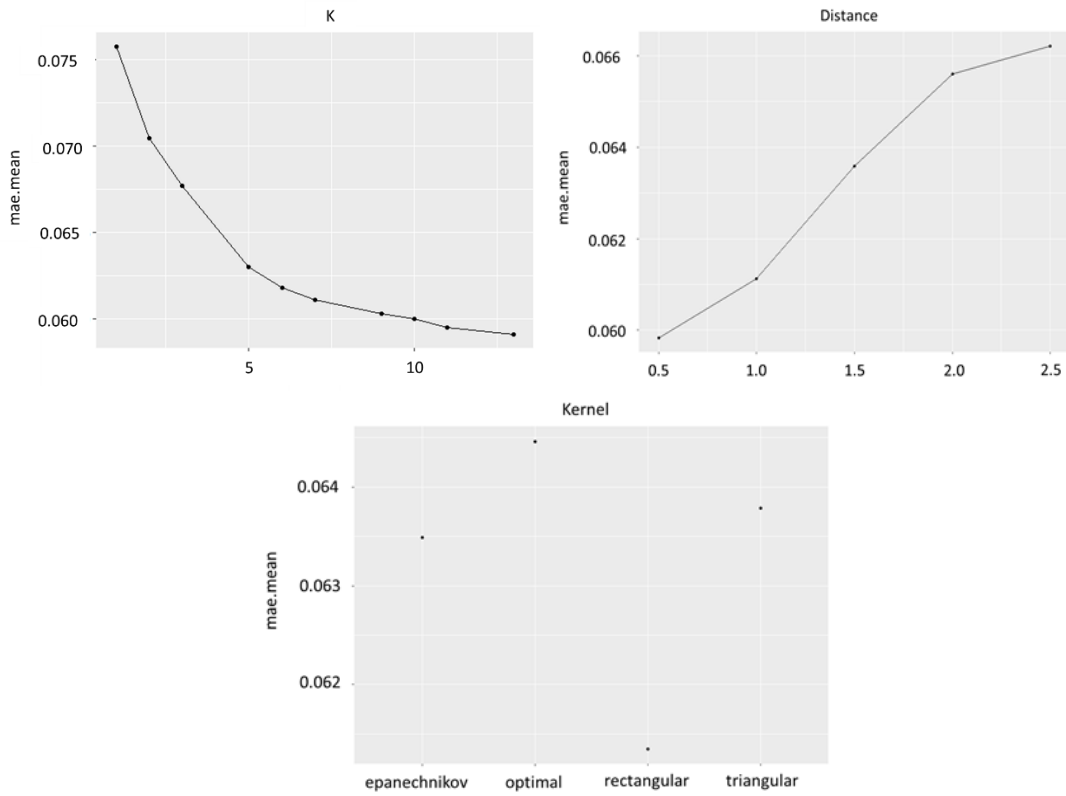 K
mae.mean
0.075
0.070
0.065
0.060
5 10
Distance
mae.mean
0.066
0.064
0.062
0.060
0.5 1.0 1.5 2.0 2.5
Kernel
mae.mean
0.064
0.063
0.062
epanechnikov optimal rectangular triangular